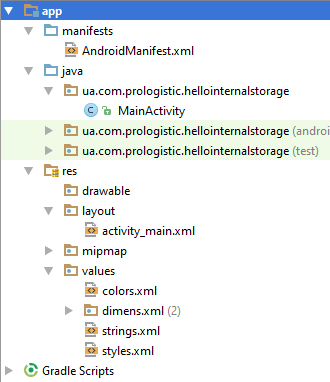 app
manifests
AndroidManifest.xml
java
ua.com.prologistic.hellointernalstorage
C MainActivity
ua.com.prologistic.hellointernalstorage (andro
ua.com.prologistic.hellointernalstorage (test)
res
drawable
layout
activity_main.xml
mipmap
values
colors.xml
dimens.xml (2)
strings.xml
styles.xml
Gradle Scripts